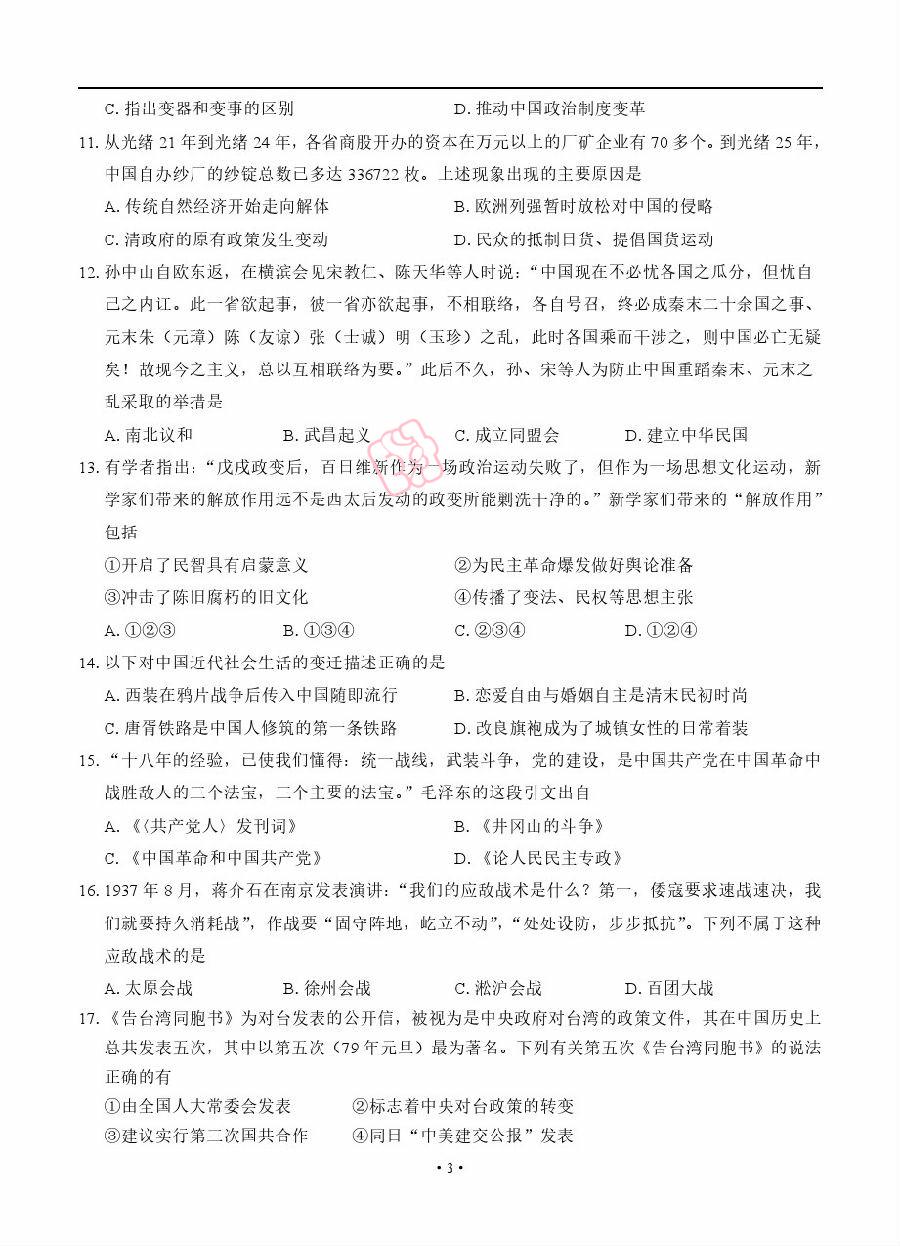 C. 指出变器和变事的区别 D. 推动中国政治制度变革
11. 从光绪 21 年到光绪 24 年，各省商股开办的资本在万元以上的厂矿企业有 70 多个。到光绪 25 年，
中国自办纱厂的纱锭总数已多达 336722 枚。上述现象出现的主要原因是
A. 传统自然经济开始走向解体 B. 欧洲列强暂时放松对中国的侵略
C. 清政府的原有政策发生变动 D. 民众的抵制日货、提倡国货运动
12. 孙中山自欧东返，在横滨会见宋教仁、陈天华等人时说：“中国现在不必忧各国之瓜分，但忧自
己之内讧。此一省欲起事，彼一省亦欲起事，不相联络，各自号召，终必成秦末二十余国之事、
元末朱（元璋）陈（友谅）张（士诚）明（玉珍）之乱，此时各国乘而干涉之，则中国必亡无疑
矣！故现今之主义，总以互相联络为要。”此后不久，孙、宋等人为防止中国重蹈秦末、元末之
乱采取的举措是
A. 南北议和 B. 武昌起义 C. 成立同盟会 D. 建立中华民国
13. 有学者指出：“戊戌政变后，百日维新作为一场政治运动失败了，但作为一场思想文化运动，新
学家们带来的解放作用远不是西太后发动的政变所能剿洗干净的。”新学家们带来的“解放作用”
包括
①开启了民智具有启蒙意义 ②为民主革命爆发做好舆论准备
③冲击了陈旧腐朽的旧文化 ④传播了变法、民权等思想主张
A. ①②③ B. ①③④ C. ②③④ D. ①②④
14. 以下对中国近代社会生活的变迁描述正确的是
A. 西装在鸦片战争后传入中国随即流行 B. 恋爱自由与婚姻自主是清末民初时尚
C. 唐胥铁路是中国人修筑的第一条铁路 D. 改良旗袍成为了城镇女性的日常着装
15. “十八年的经验，已使我们懂得：统一战线，武装斗争，党的建设，是中国共产党在中国革命中
战胜敌人的三个法宝，三个主要的法宝。”毛泽东的这段引文出自
A. 《〈共产党人〉发刊词》 B. 《井冈山的斗争》
C. 《中国革命和中国共产党》 D. 《论人民民主专政》
16. 1937 年 8 月，蒋介石在南京发表演讲：“我们的应敌战术是什么？第一，倭寇要求速战速决，我
们就要持久消耗战”，作战要“固守阵地，屹立不动”，“处处设防，步步抵抗”。下列不属于这种
应敌战术的是
A. 太原会战 B. 徐州会战 C. 淞沪会战 D. 百团大战
17. 《告台湾同胞书》为对台发表的公开信，被视为是中央政府对台湾的政策文件，其在中国历史上
总共发表五次，其中以第五次（79 年元旦）最为著名。下列有关第五次《告台湾同胞书》的说法
正确的有
①由全国人大常委会发表 ②标志着中央对台政策的转变
③建议实行第三次国共合作 ④同日“中美建交公报”发表
• 3 •